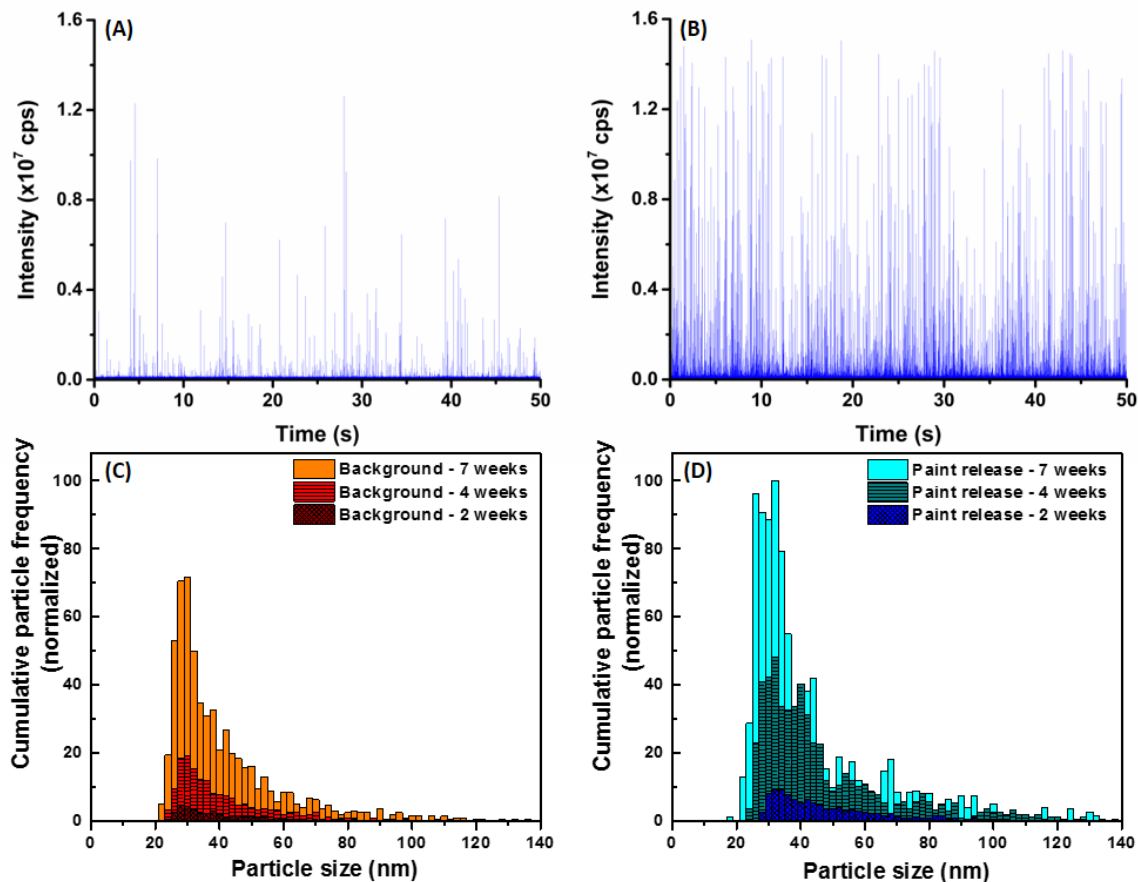 (A)
1.6
1.2
0.8
0.4
0.0
Intensity (x10⁷ cps)
0 10 20 30 40 50
Time (s)
(B)
1.6
1.2
0.8
0.4
0.0
Intensity (x10⁷ cps)
0 10 20 30 40 50
Time (s)
(C)
Background - 7 weeks
Background - 4 weeks
Background - 2 weeks
100
80
60
40
20
0
Cumulative particle frequency
(normalized)
0 20 40 60 80 100 120 140
Particle size (nm)
(D)
Paint release - 7 weeks
Paint release - 4 weeks
Paint release - 2 weeks
100
80
60
40
20
0
Cumulative particle frequency
(normalized)
20 40 60 80 100 120 140
Particle size (nm)